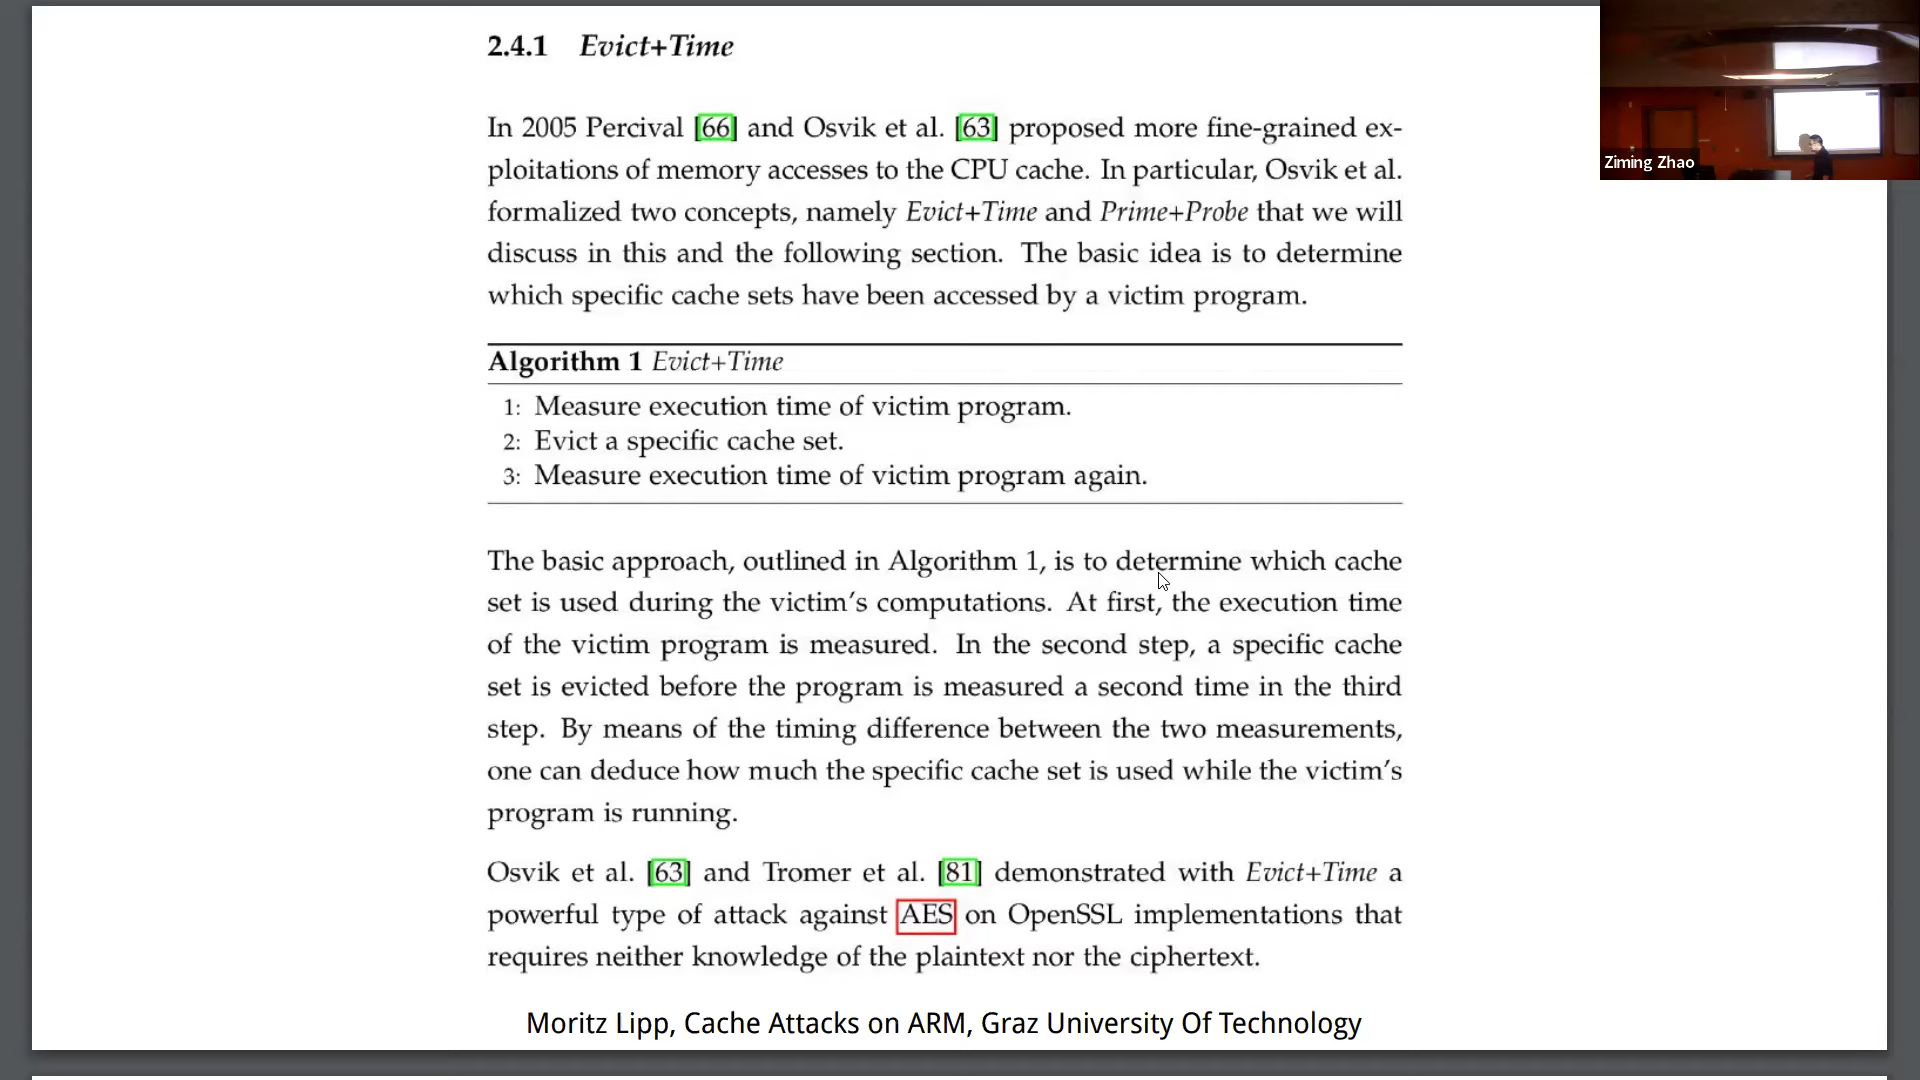 2.4.1 Evict+Time
In 2005 Percival [66] and Osvik et al. [63] proposed more fine-grained ex-
ploitations of memory accesses to the CPU cache. In particular, Osvik et al.
formalized two concepts, namely Evict+Time and Prime+Probe that we will
discuss in this and the following section. The basic idea is to determine
which specific cache sets have been accessed by a victim program.
Algorithm 1 Evict+Time
1: Measure execution time of victim program.
2: Evict a specific cache set.
3: Measure execution time of victim program again.
The basic approach, outlined in Algorithm 1, is to determine which cache
set is used during the victim's computations. At first, the execution time
of the victim program is measured. In the second step, a specific cache
set is evicted before the program is measured a second time in the third
step. By means of the timing difference between the two measurements,
one can deduce how much the specific cache set is used while the victim's
program is running.
Osvik et al. [63] and Tromer et al. [81] demonstrated with Evict+Time a
powerful type of attack against AES on OpenSSL implementations that
requires neither knowledge of the plaintext nor the ciphertext.
Moritz Lipp, Cache Attacks on ARM, Graz University Of Technology
Ziming Zhao